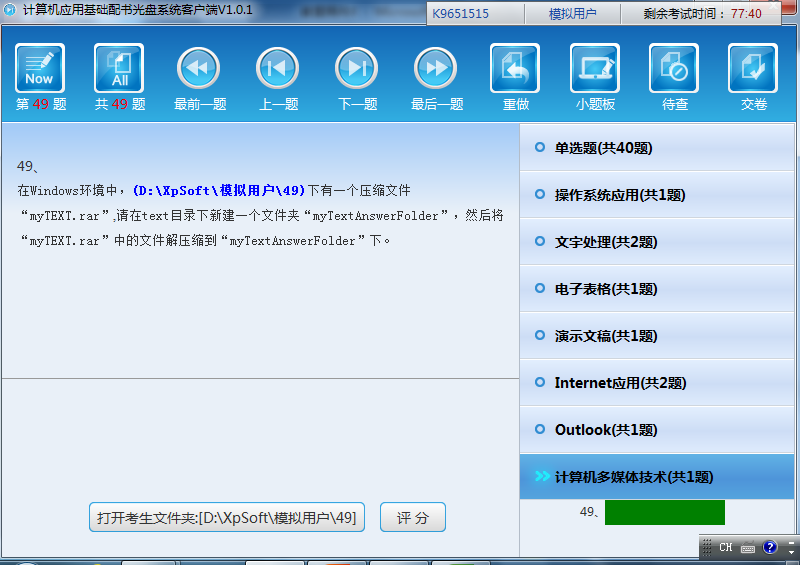 计算机应用基础配书光盘系统客户端V1.0.1
K9651515
模拟用户
剩余考试时间：77:40
Now
All
第 49 题
共 49 题
最前一题
上一题
下一题
最后一题
重做
小题板
待查
交卷
49、
在Windows环境中，(D:\XpSoft\模拟用户\49)下有一个压缩文件
“myTEXT.rar”,请在text目录下新建一个文件夹“myTextAnswerFolder”，然后将
“myTEXT.rar”中的文件解压缩到“myTextAnswerFolder”下。
单选题(共40题)
操作系统应用(共1题)
文字处理(共2题)
电子表格(共1题)
演示文稿(共1题)
Internet应用(共2题)
Outlook(共1题)
计算机多媒体技术(共1题)
49、
打开考生文件夹:[D:\XpSoft\模拟用户\49]
评 分
CH